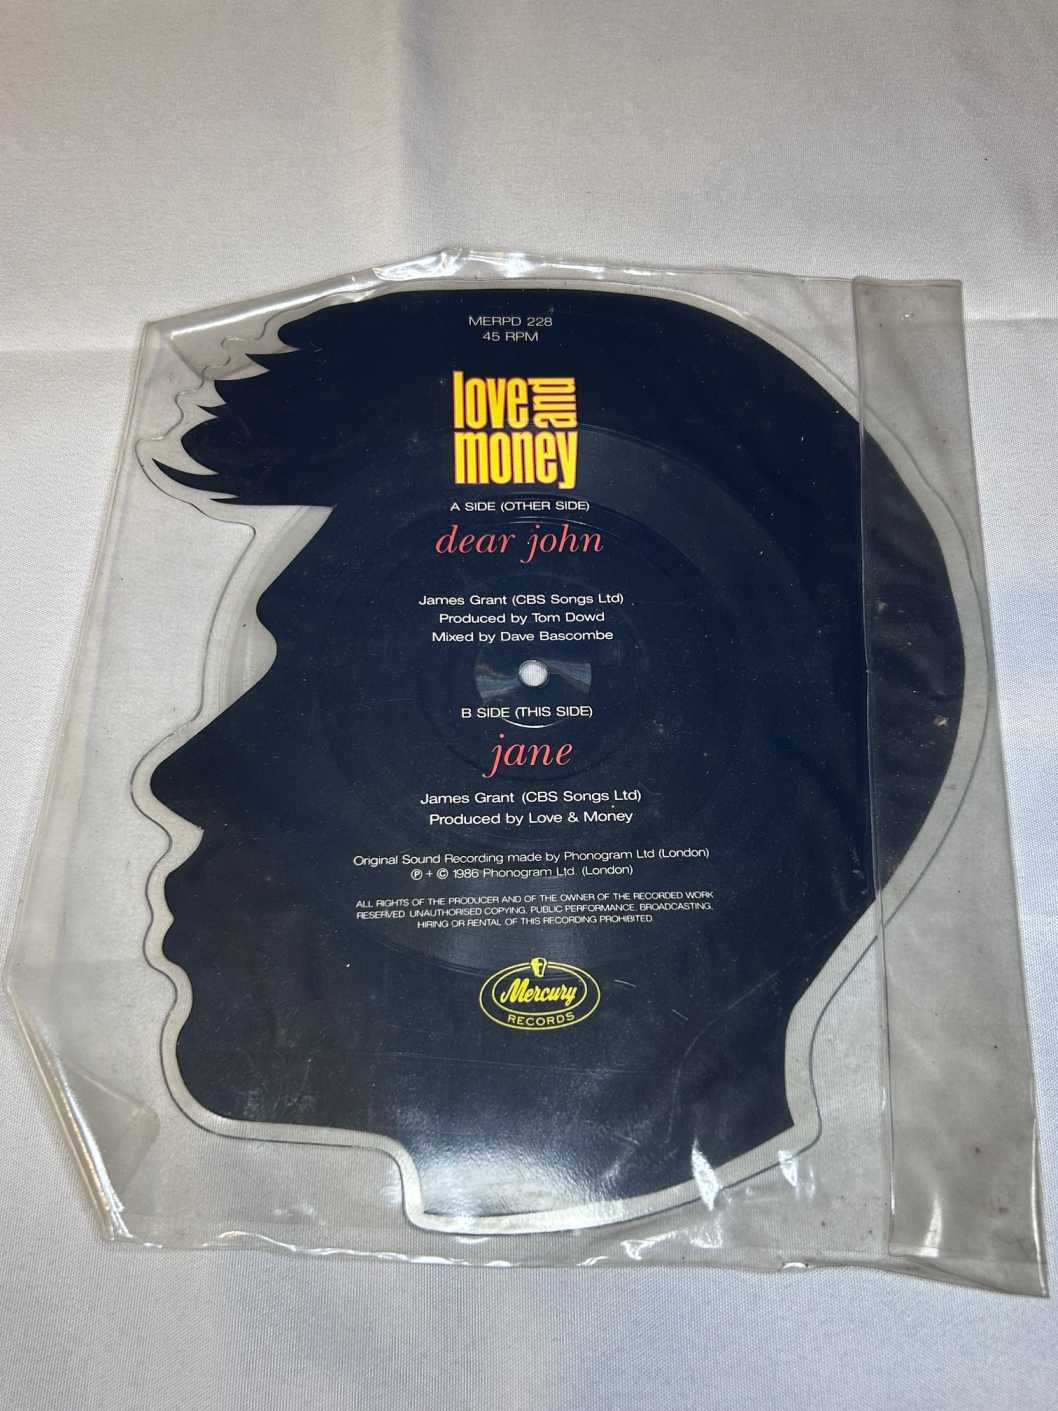 MERPD 228
45 RPM
love and
money
A SIDE (OTHER SIDE)
dear john
James Grant (CBS Songs Ltd)
Produced by Tom Dowd
Mixed by Dave Bascombe
B SIDE (THIS SIDE)
jane
James Grant (CBS Songs Ltd)
Produced by Love & Money
Original Sound Recording made by Phonogram Ltd (London)
℗ + © 1986 Phonogram Ltd. (London)
ALL RIGHTS OF THE PRODUCER AND OF THE OWNER OF THE RECORDED WORK
RESERVED. UNAUTHORISED COPYING, PUBLIC PERFORMANCE, BROADCASTING,
HIRING OR RENTAL OF THIS RECORDING PROHIBITED.
Mercury
RECORDS